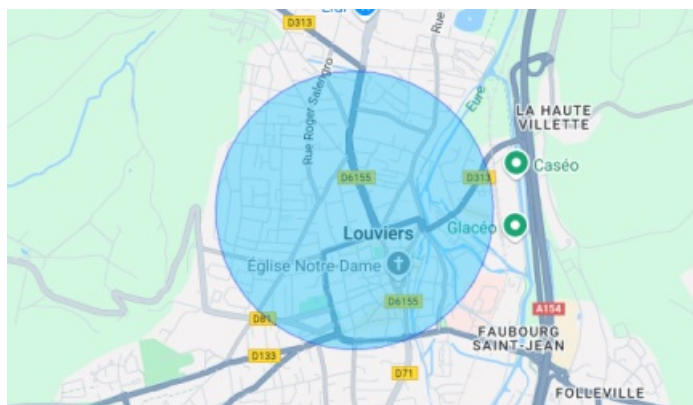 Lidl
D313
Rue Roger Salengro
Rue
Eure
LA HAUTE
VILLETTE
Caséo
D6155
D313
Glacéo
Louviers
Église Notre-Dame
D6155
A154
D81
FAUBOURG
SAINT-JEAN
D133
D71
FOLLEVILLE